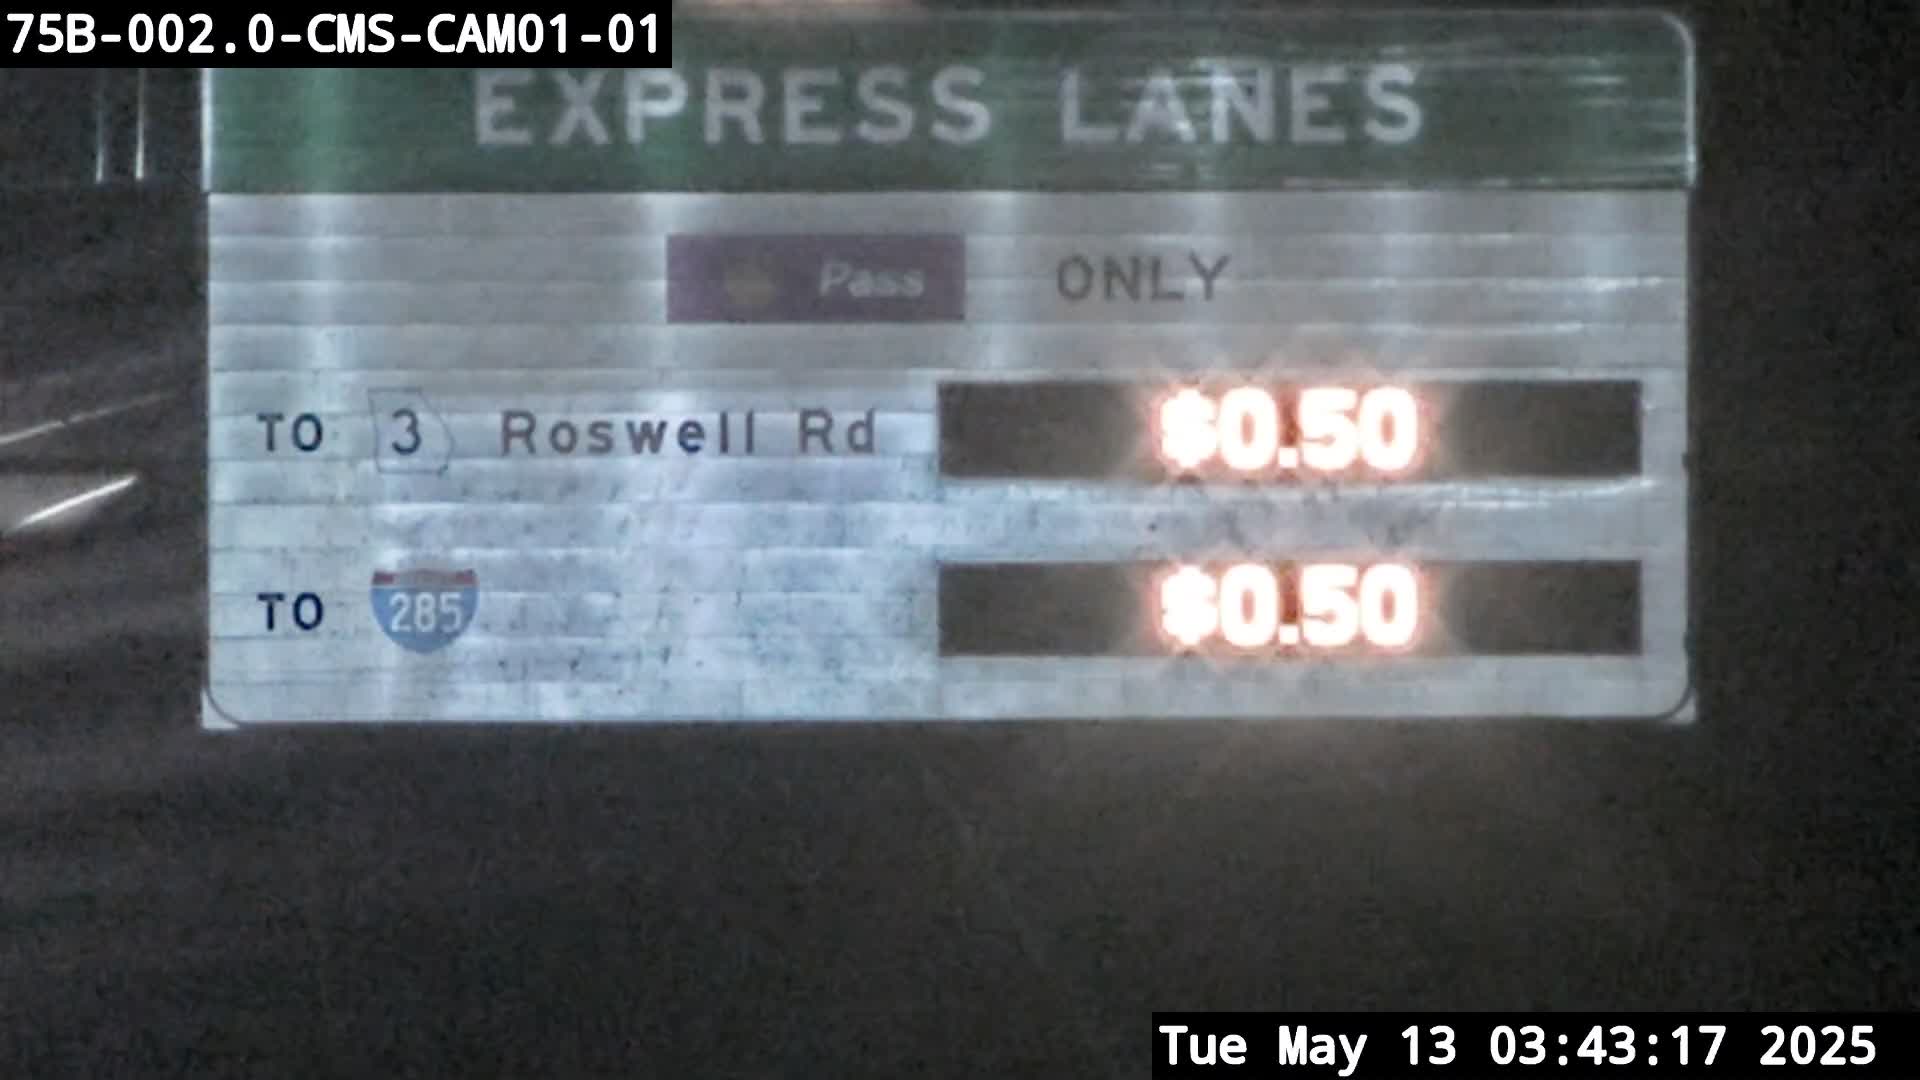 75B-002.0-CMS-CAM01-01
EXPRESS LANES
Pass ONLY
TO 3 Roswell Rd $0.50
TO 285 $0.50
Tue May 13 03:43:17 2025